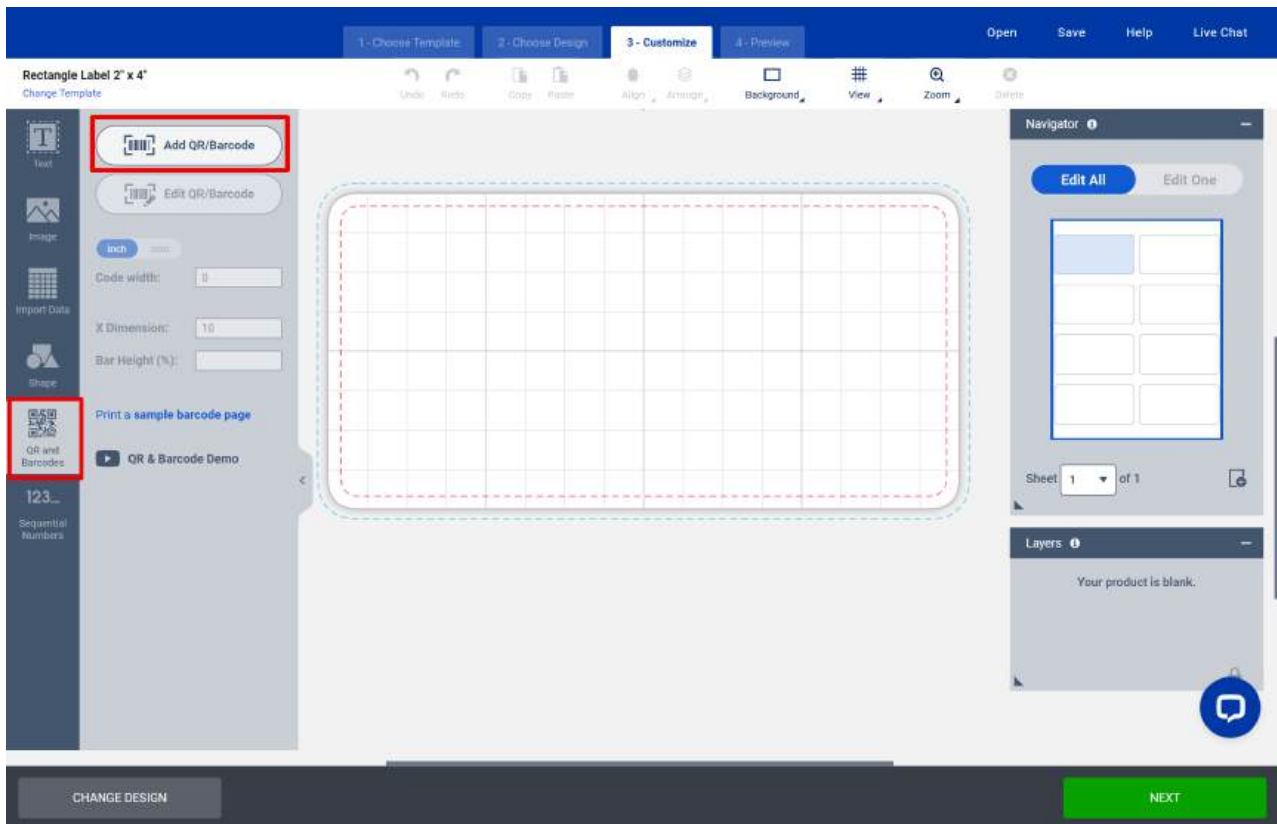 1 - Choose Template
2 - Choose Design
3 - Customize
4 - Preview
Open
Save
Help
Live Chat
Rectangle Label 2" x 4"
Change Template
Undo
Redo
Copy
Paste
Align
Arrange
Background
View
Zoom
Delete
Navigator
Edit All
Edit One
Sheet 1 of 1
Layers
Your product is blank.
T
Text
Image
Import Data
Shape
QR and
Barcodes
123...
Sequential
Numbers
Add QR/Barcode
Edit QR/Barcode
inch
Code width: 0
X Dimension: 10
Bar Height (%):
Print a sample barcode page
QR & Barcode Demo
CHANGE DESIGN
NEXT